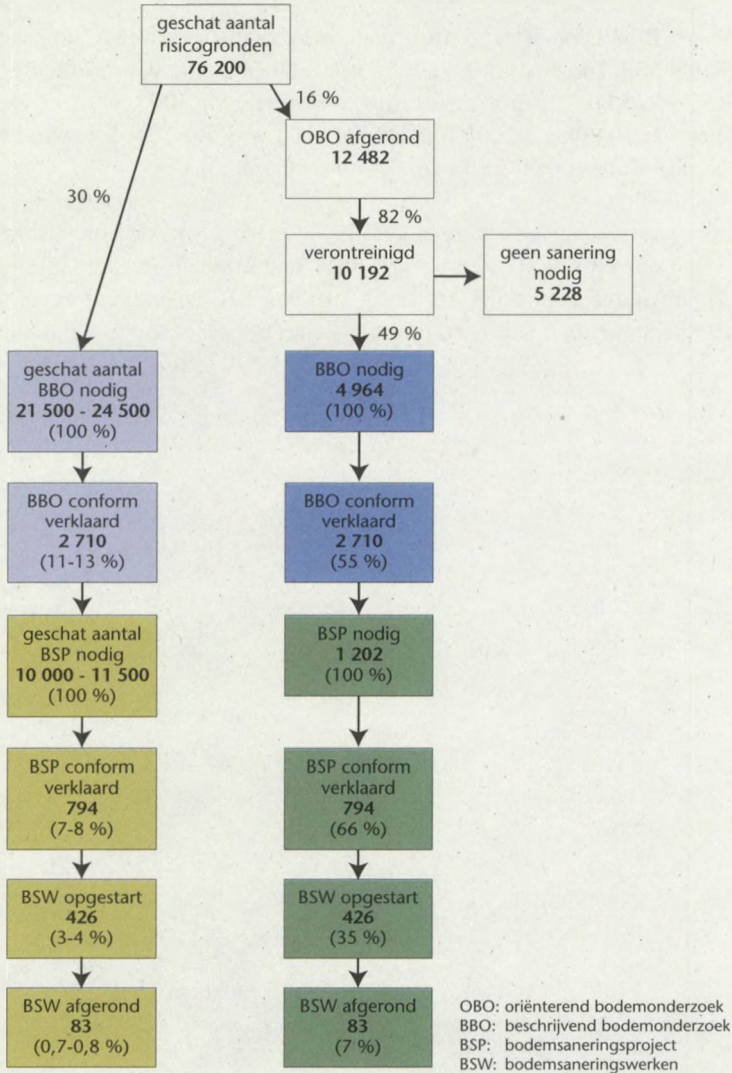 geschat aantal
risicogronden
76 200
16 %
30 %
OBO afgerond
12 482
82 %
verontreinigd
10 192
geen sanering
nodig
5 228
49 %
geschat aantal
BBO nodig
21 500 - 24 500
(100 %)
BBO conform
verklaard
2 710
(11-13 %)
geschat aantal
BSP nodig
10 000 - 11 500
(100 %)
BSP conform
verklaard
794
(7-8 %)
BSW opgestart
426
(3-4 %)
BSW afgerond
83
(0,7-0,8 %)
BBO nodig
4 964
(100 %)
BBO conform
verklaard
2 710
(55 %)
BSP nodig
1 202
(100 %)
BSP conform
verklaard
794
(66 %)
BSW opgestart
426
(35 %)
BSW afgerond
83
(7 %)
OBO: oriënterend bodemonderzoek
BBO: beschrijvend bodemonderzoek
BSP: bodemsaneringsproject
BSW: bodemsaneringswerken